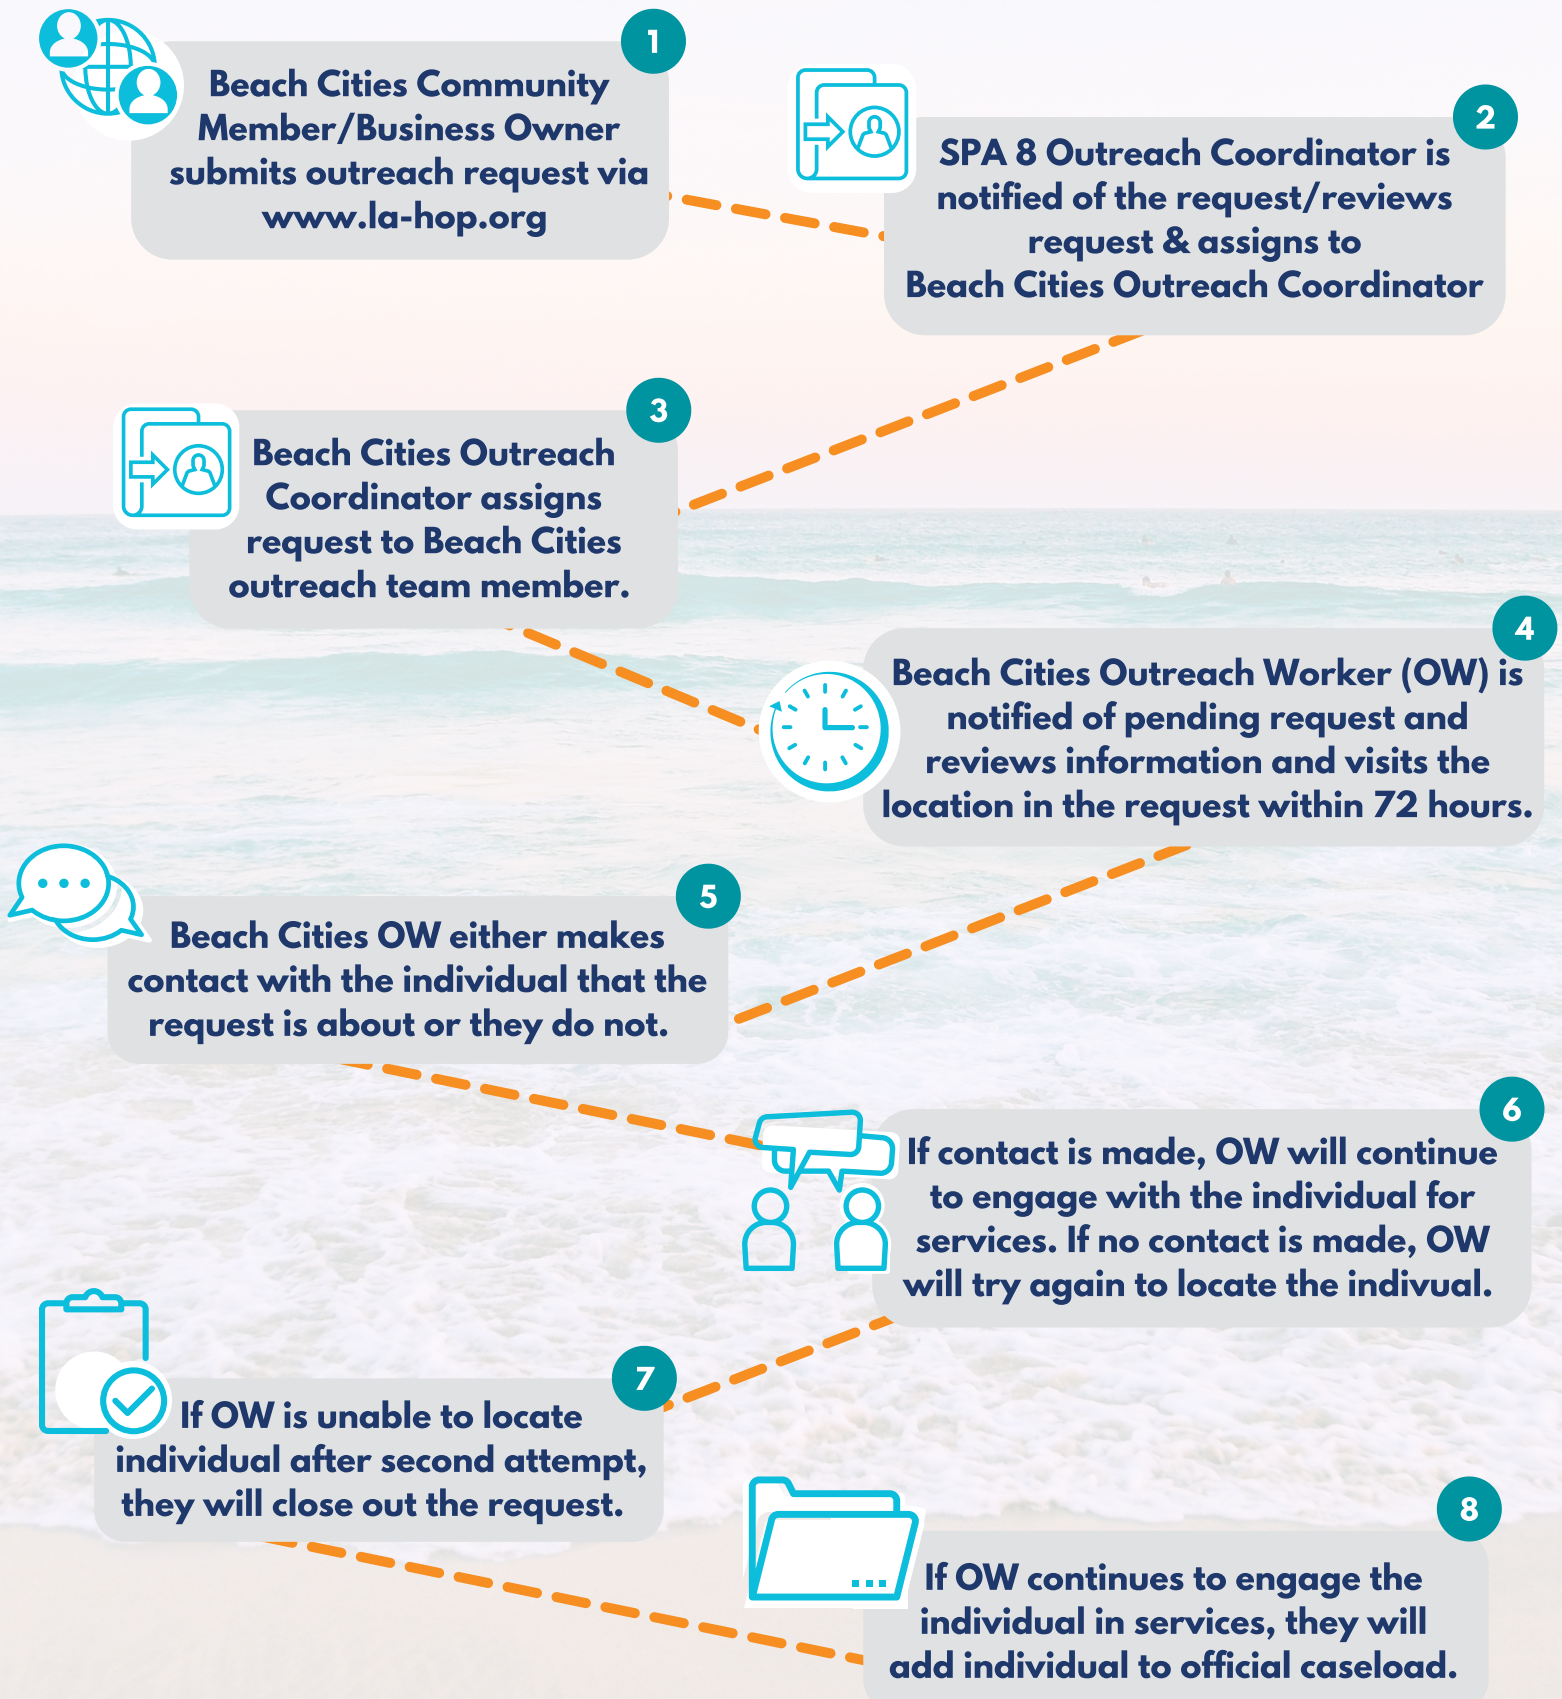 1
Beach Cities Community
Member/Business Owner
submits outreach request via
www.la-hop.org
2
SPA 8 Outreach Coordinator is
notified of the request/reviews
request & assigns to
Beach Cities Outreach Coordinator
3
Beach Cities Outreach
Coordinator assigns
request to Beach Cities
outreach team member.
4
Beach Cities Outreach Worker (OW) is
notified of pending request and
reviews information and visits the
location in the request within 72 hours.
5
Beach Cities OW either makes
contact with the individual that the
request is about or they do not.
6
If contact is made, OW will continue
to engage with the individual for
services. If no contact is made, OW
will try again to locate the indivual.
7
If OW is unable to locate
individual after second attempt,
they will close out the request.
8
If OW continues to engage the
individual in services, they will
add individual to official caseload.